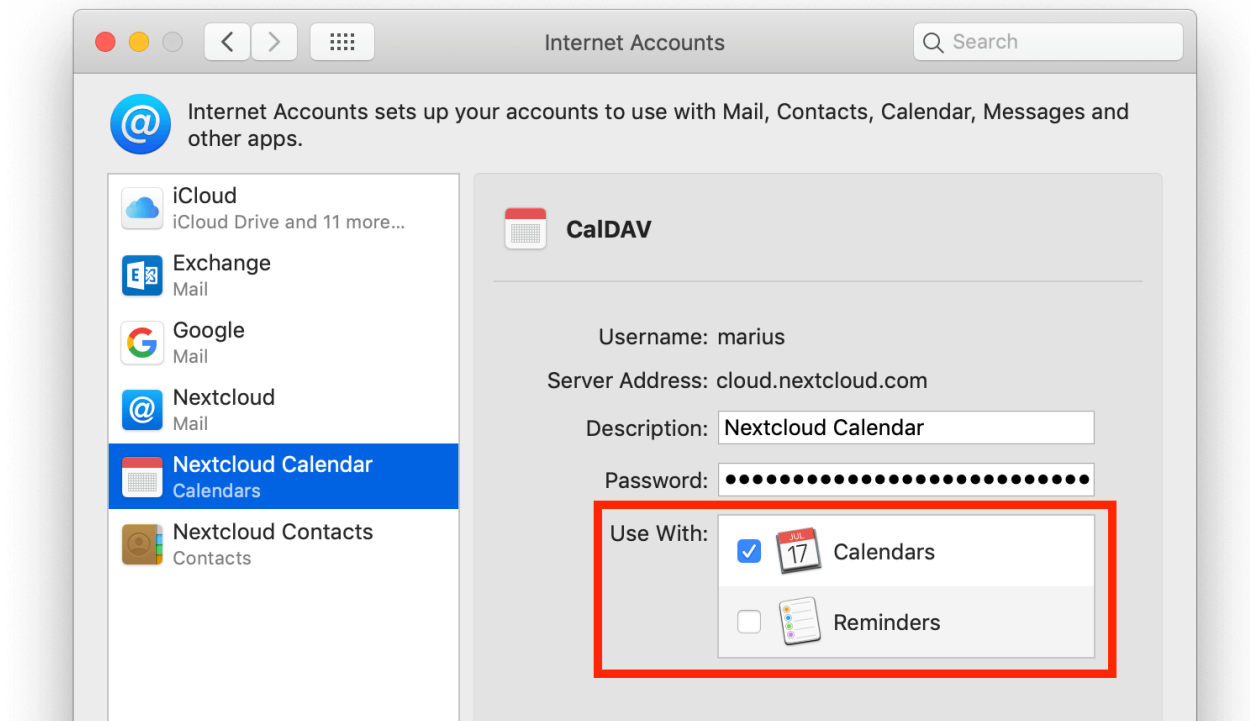 Internet Accounts
Search
Internet Accounts sets up your accounts to use with Mail, Contacts, Calendar, Messages and
other apps.
iCloud
iCloud Drive and 11 more...
Exchange
Mail
Google
Mail
Nextcloud
Mail
Nextcloud Calendar
Calendars
Nextcloud Contacts
Contacts
CalDAV
Username: marius
Server Address: cloud.nextcloud.com
Description: Nextcloud Calendar
Password: ●●●●●●●●●●●●●●●●●●●●●●●●●●●
Use With:
JUL
17
Calendars
Reminders